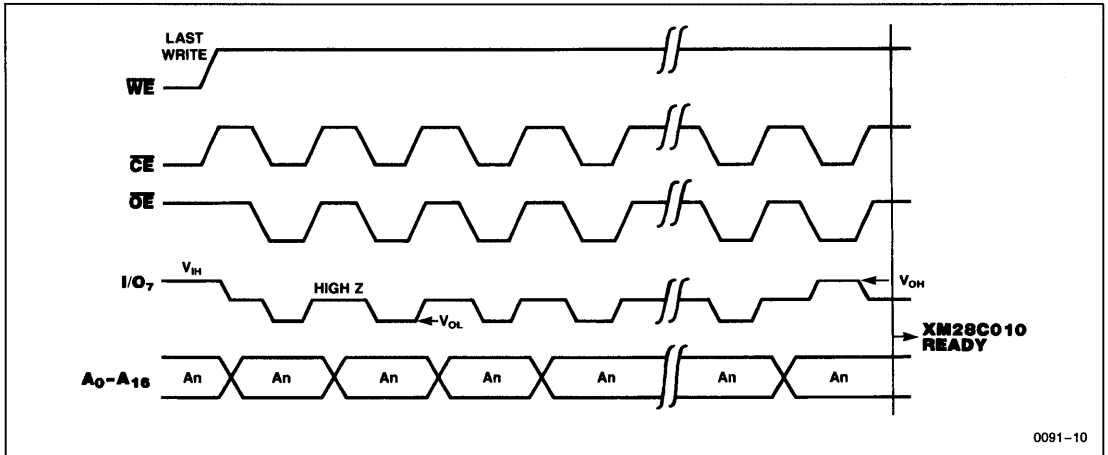 LAST
WRITE
WE
CE
OE
I/O7
VIH
HIGH Z
VOL
VOH
XM28C010
READY
A0–A16
An An An An An An An
0091–10